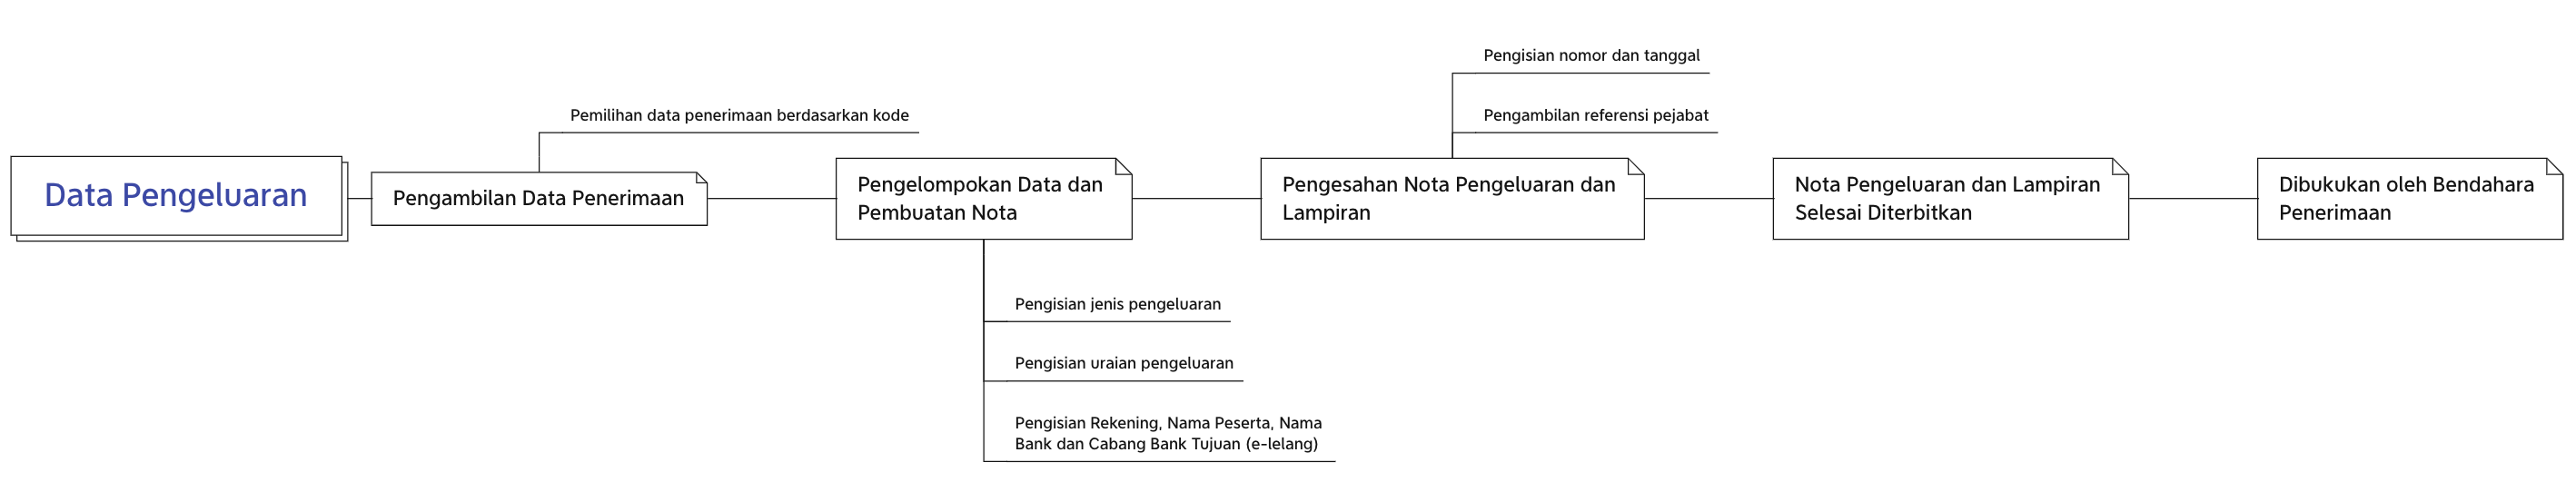 Data Pengeluaran
Pengambilan Data Penerimaan
Pemilihan data penerimaan berdasarkan kode
Pengelompokan Data dan
Pembuatan Nota
Pengisian jenis pengeluaran
Pengisian uraian pengeluaran
Pengisian Rekening, Nama Peserta, Nama
Bank dan Cabang Bank Tujuan (e-lelang)
Pengesahan Nota Pengeluaran dan
Lampiran
Pengisian nomor dan tanggal
Pengambilan referensi pejabat
Nota Pengeluaran dan Lampiran
Selesai Diterbitkan
Dibukukan oleh Bendahara
Penerimaan